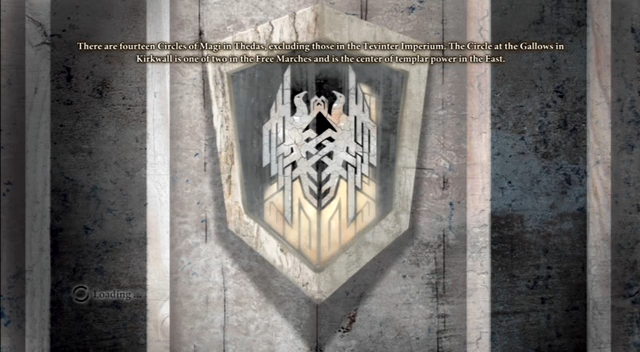 There are fourteen Circles of Magi in Thedas, excluding those in the Tevinter Imperium. The Circle at the Gallows in
Kirkwall is one of two in the Free Marches and is the center of templar power in the East.
Loading...